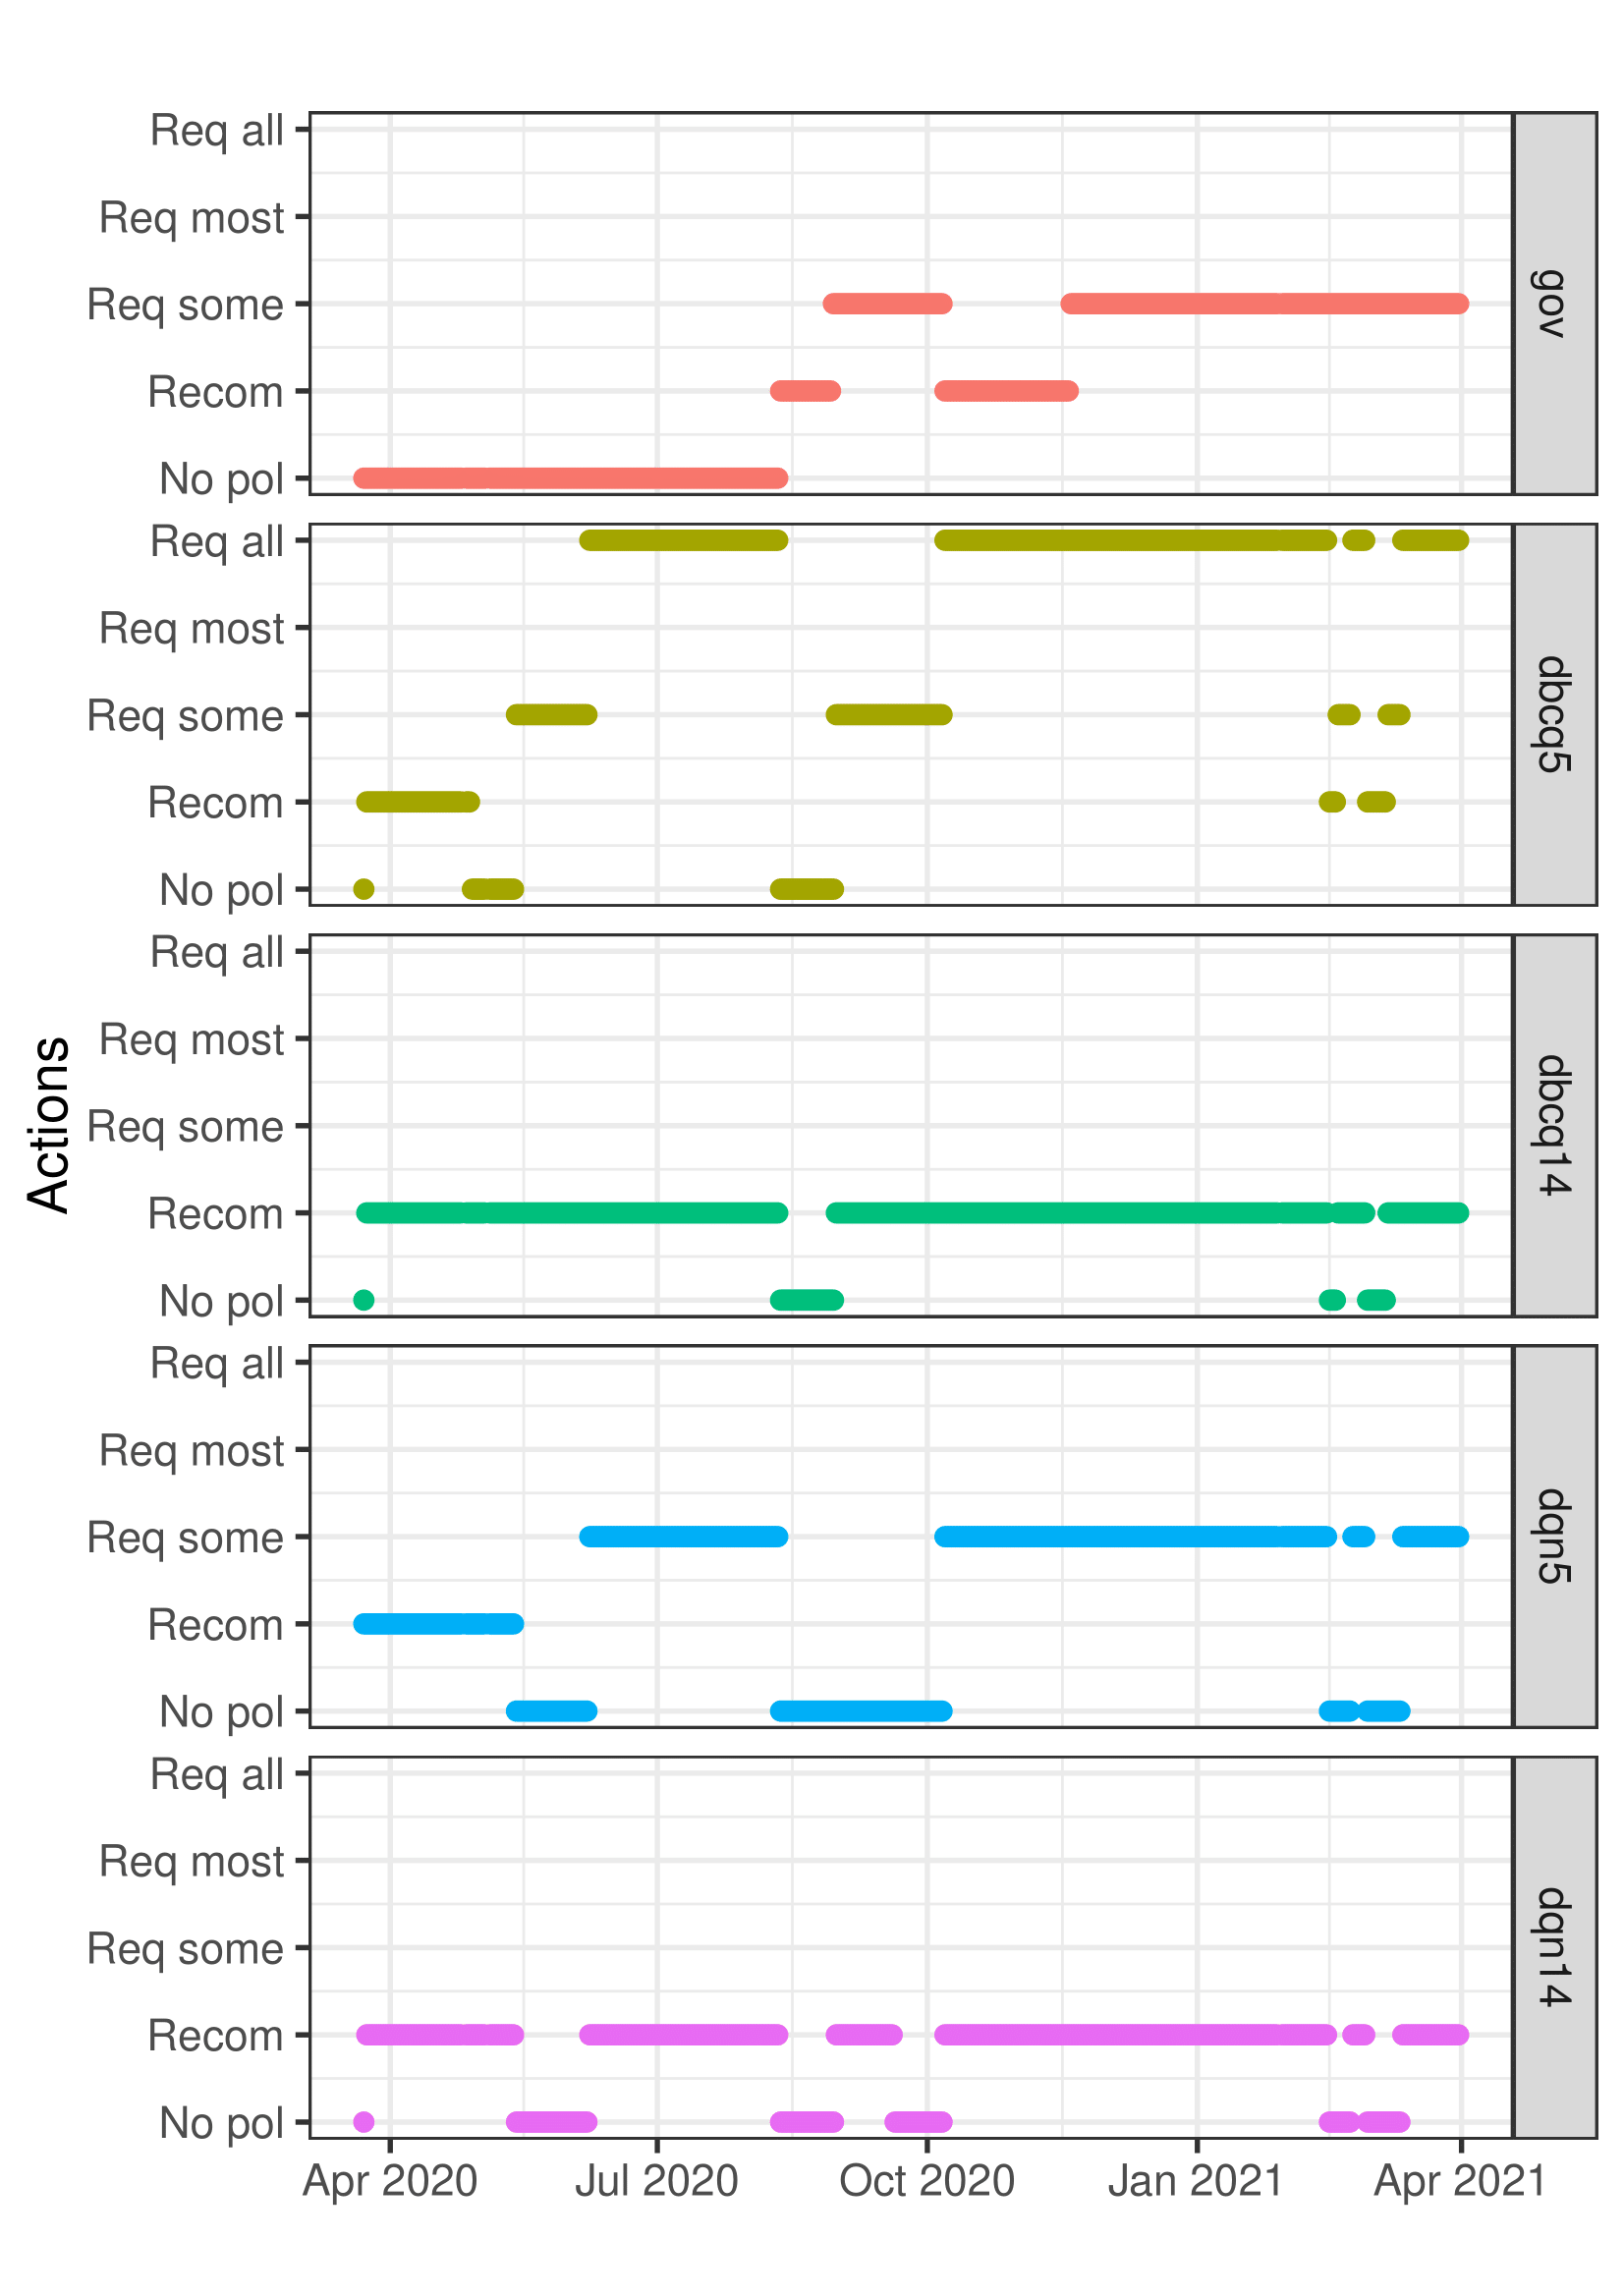 Actions
Req all
Req most
Req some
Recom
No pol
gov
Req all
Req most
Req some
Recom
No pol
dbcq5
Req all
Req most
Req some
Recom
No pol
dbcq14
Req all
Req most
Req some
Recom
No pol
dqn5
Req all
Req most
Req some
Recom
No pol
dqn14
Apr 2020 Jul 2020 Oct 2020 Jan 2021 Apr 2021